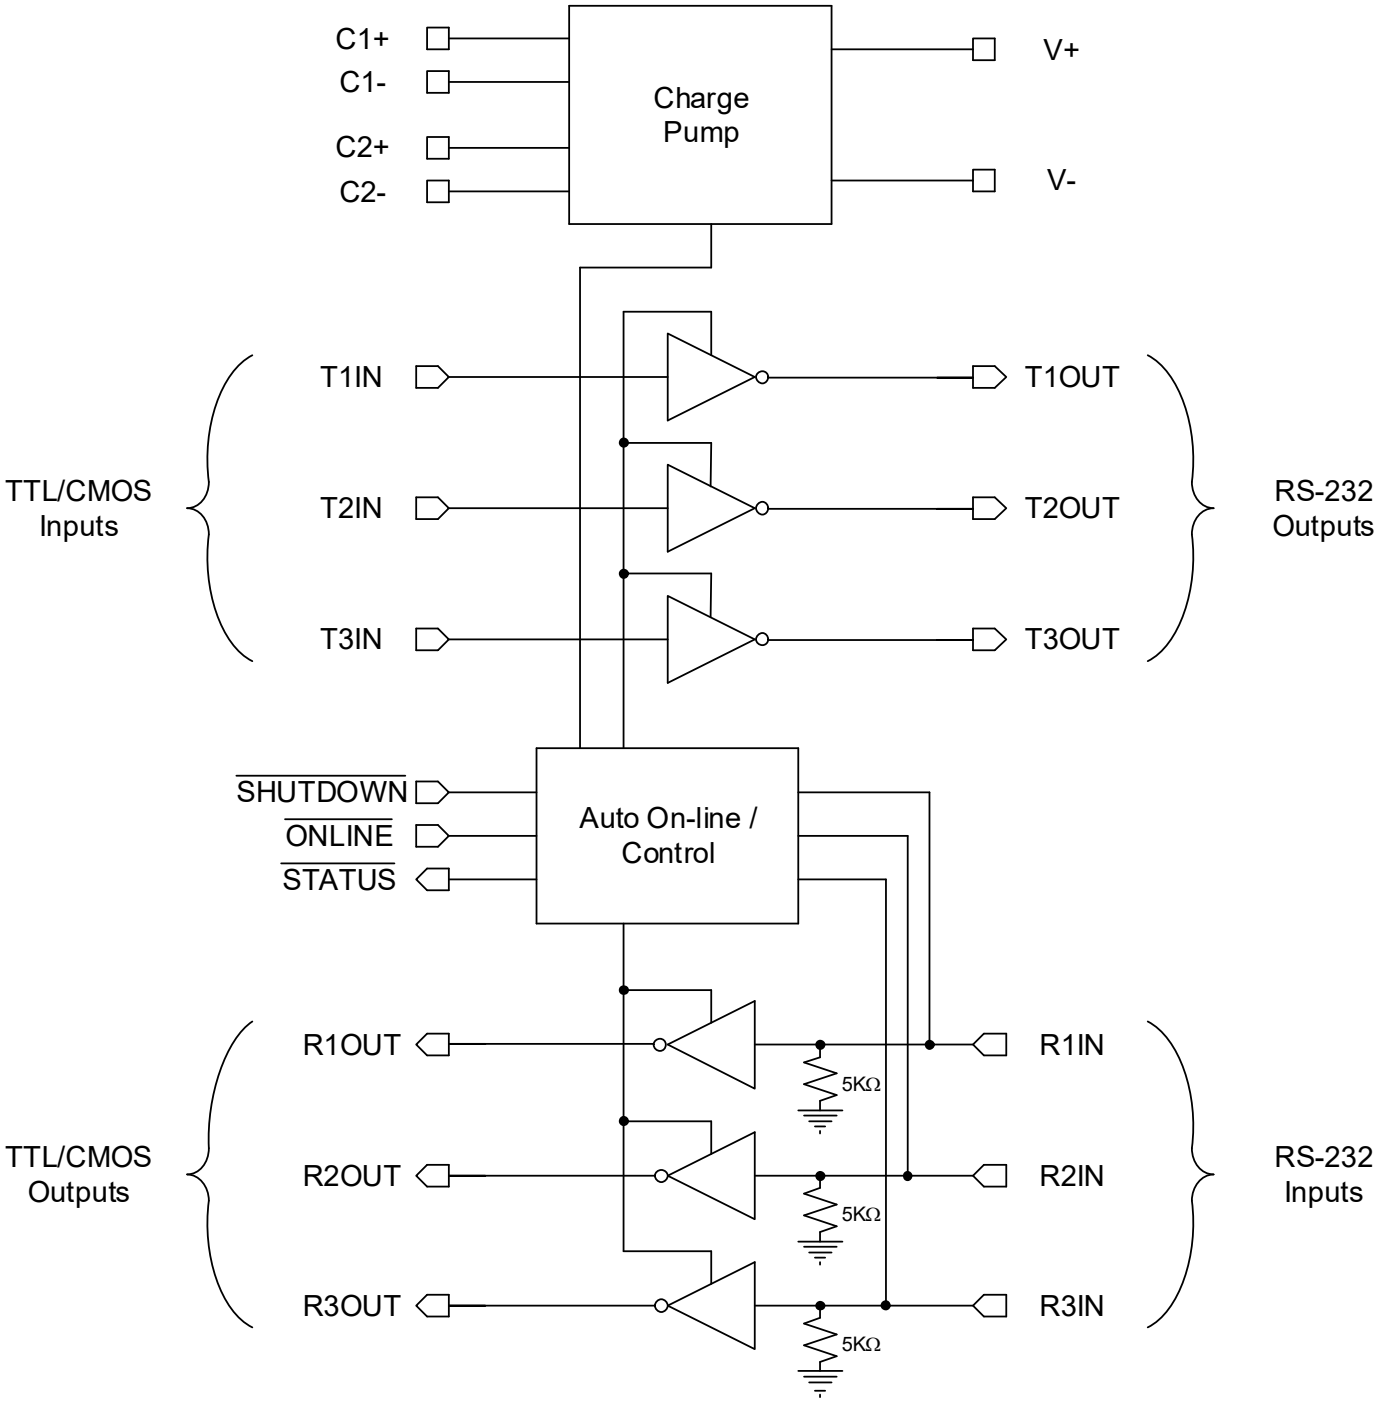 C1+
C1-
C2+
C2-
Charge
Pump
V+
V-
TTL/CMOS
Inputs
T1IN
T2IN
T3IN
T1OUT
T2OUT
T3OUT
RS-232
Outputs
SHUTDOWN
ONLINE
STATUS
Auto On-line /
Control
TTL/CMOS
Outputs
R1OUT
R2OUT
R3OUT
5KΩ
5KΩ
5KΩ
R1IN
R2IN
R3IN
RS-232
Inputs